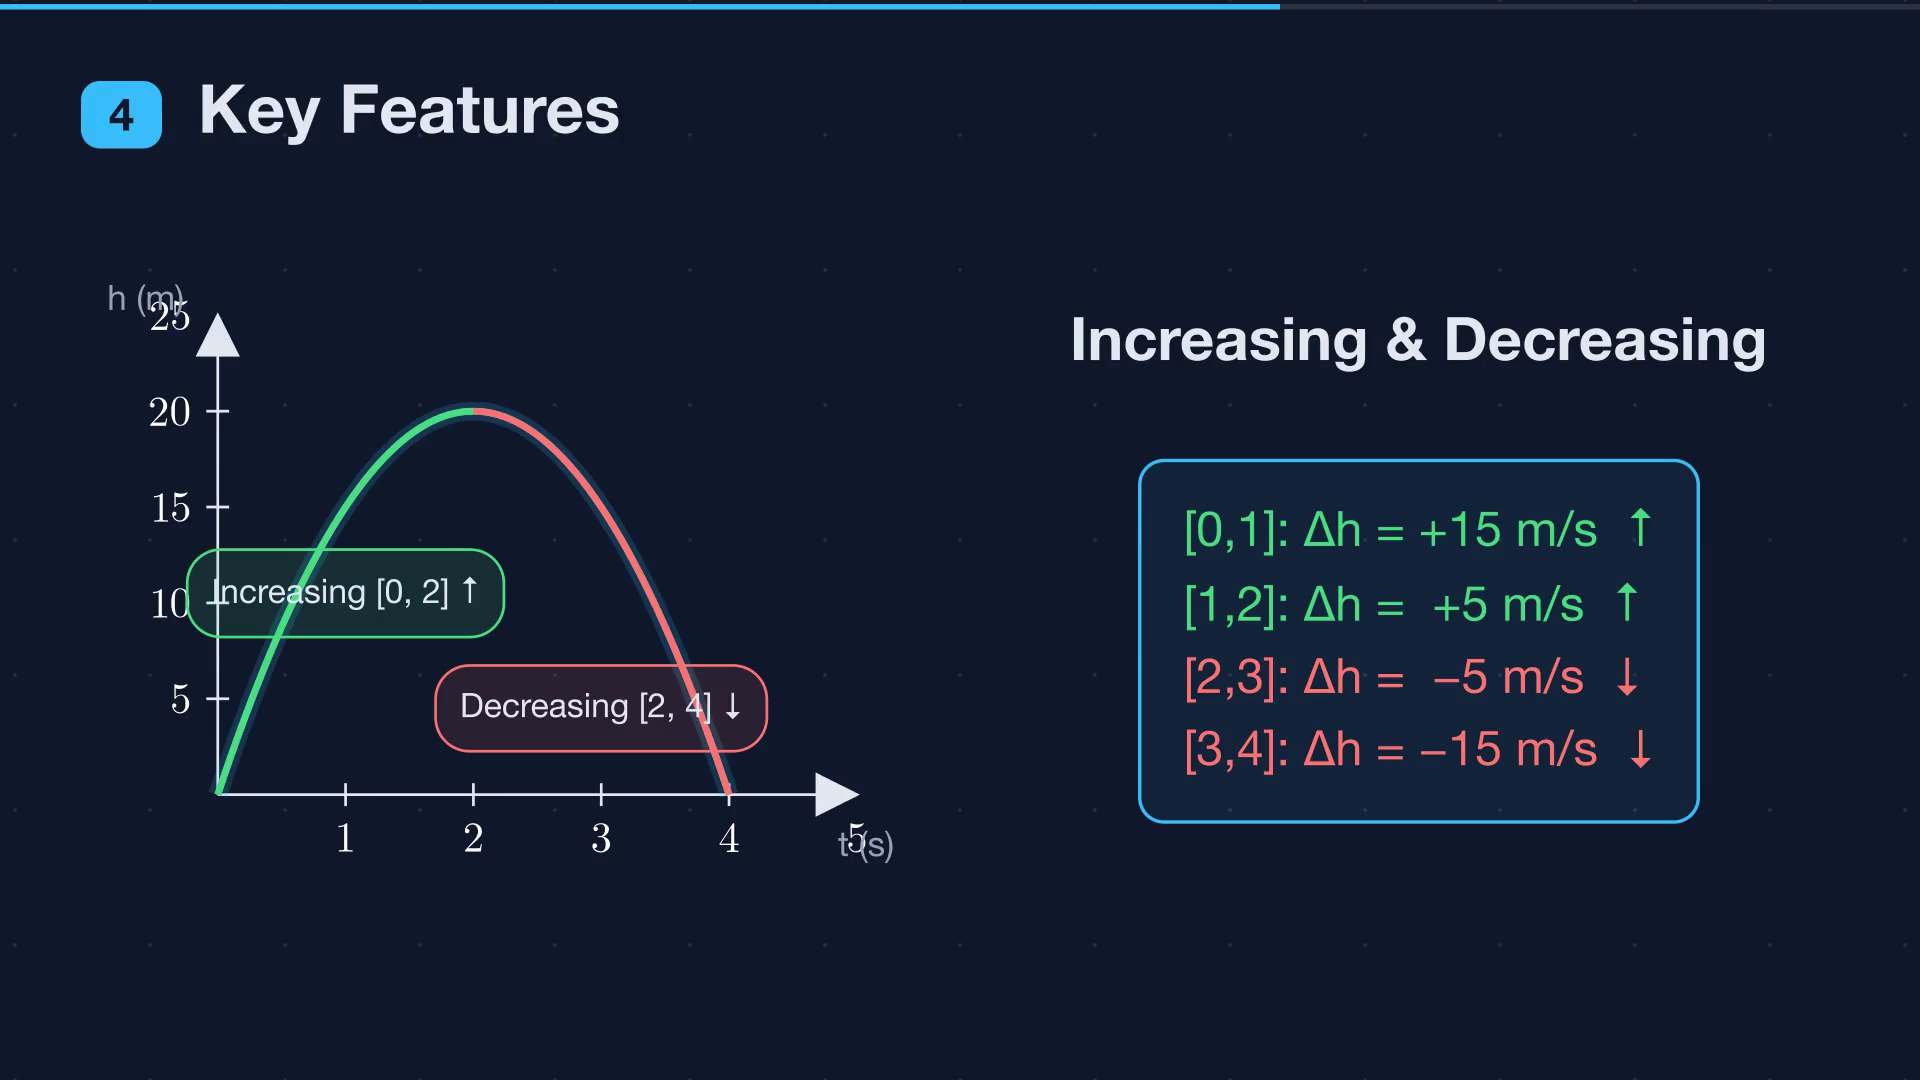 4 Key Features
h (m)
25
20
15
10
5
Increasing [0, 2] ↑
Decreasing [2, 4] ↓
1 2 3 4 5
t (s)
Increasing & Decreasing
[0,1]: Δh = +15 m/s ↑
[1,2]: Δh = +5 m/s ↑
[2,3]: Δh = −5 m/s ↓
[3,4]: Δh = −15 m/s ↓